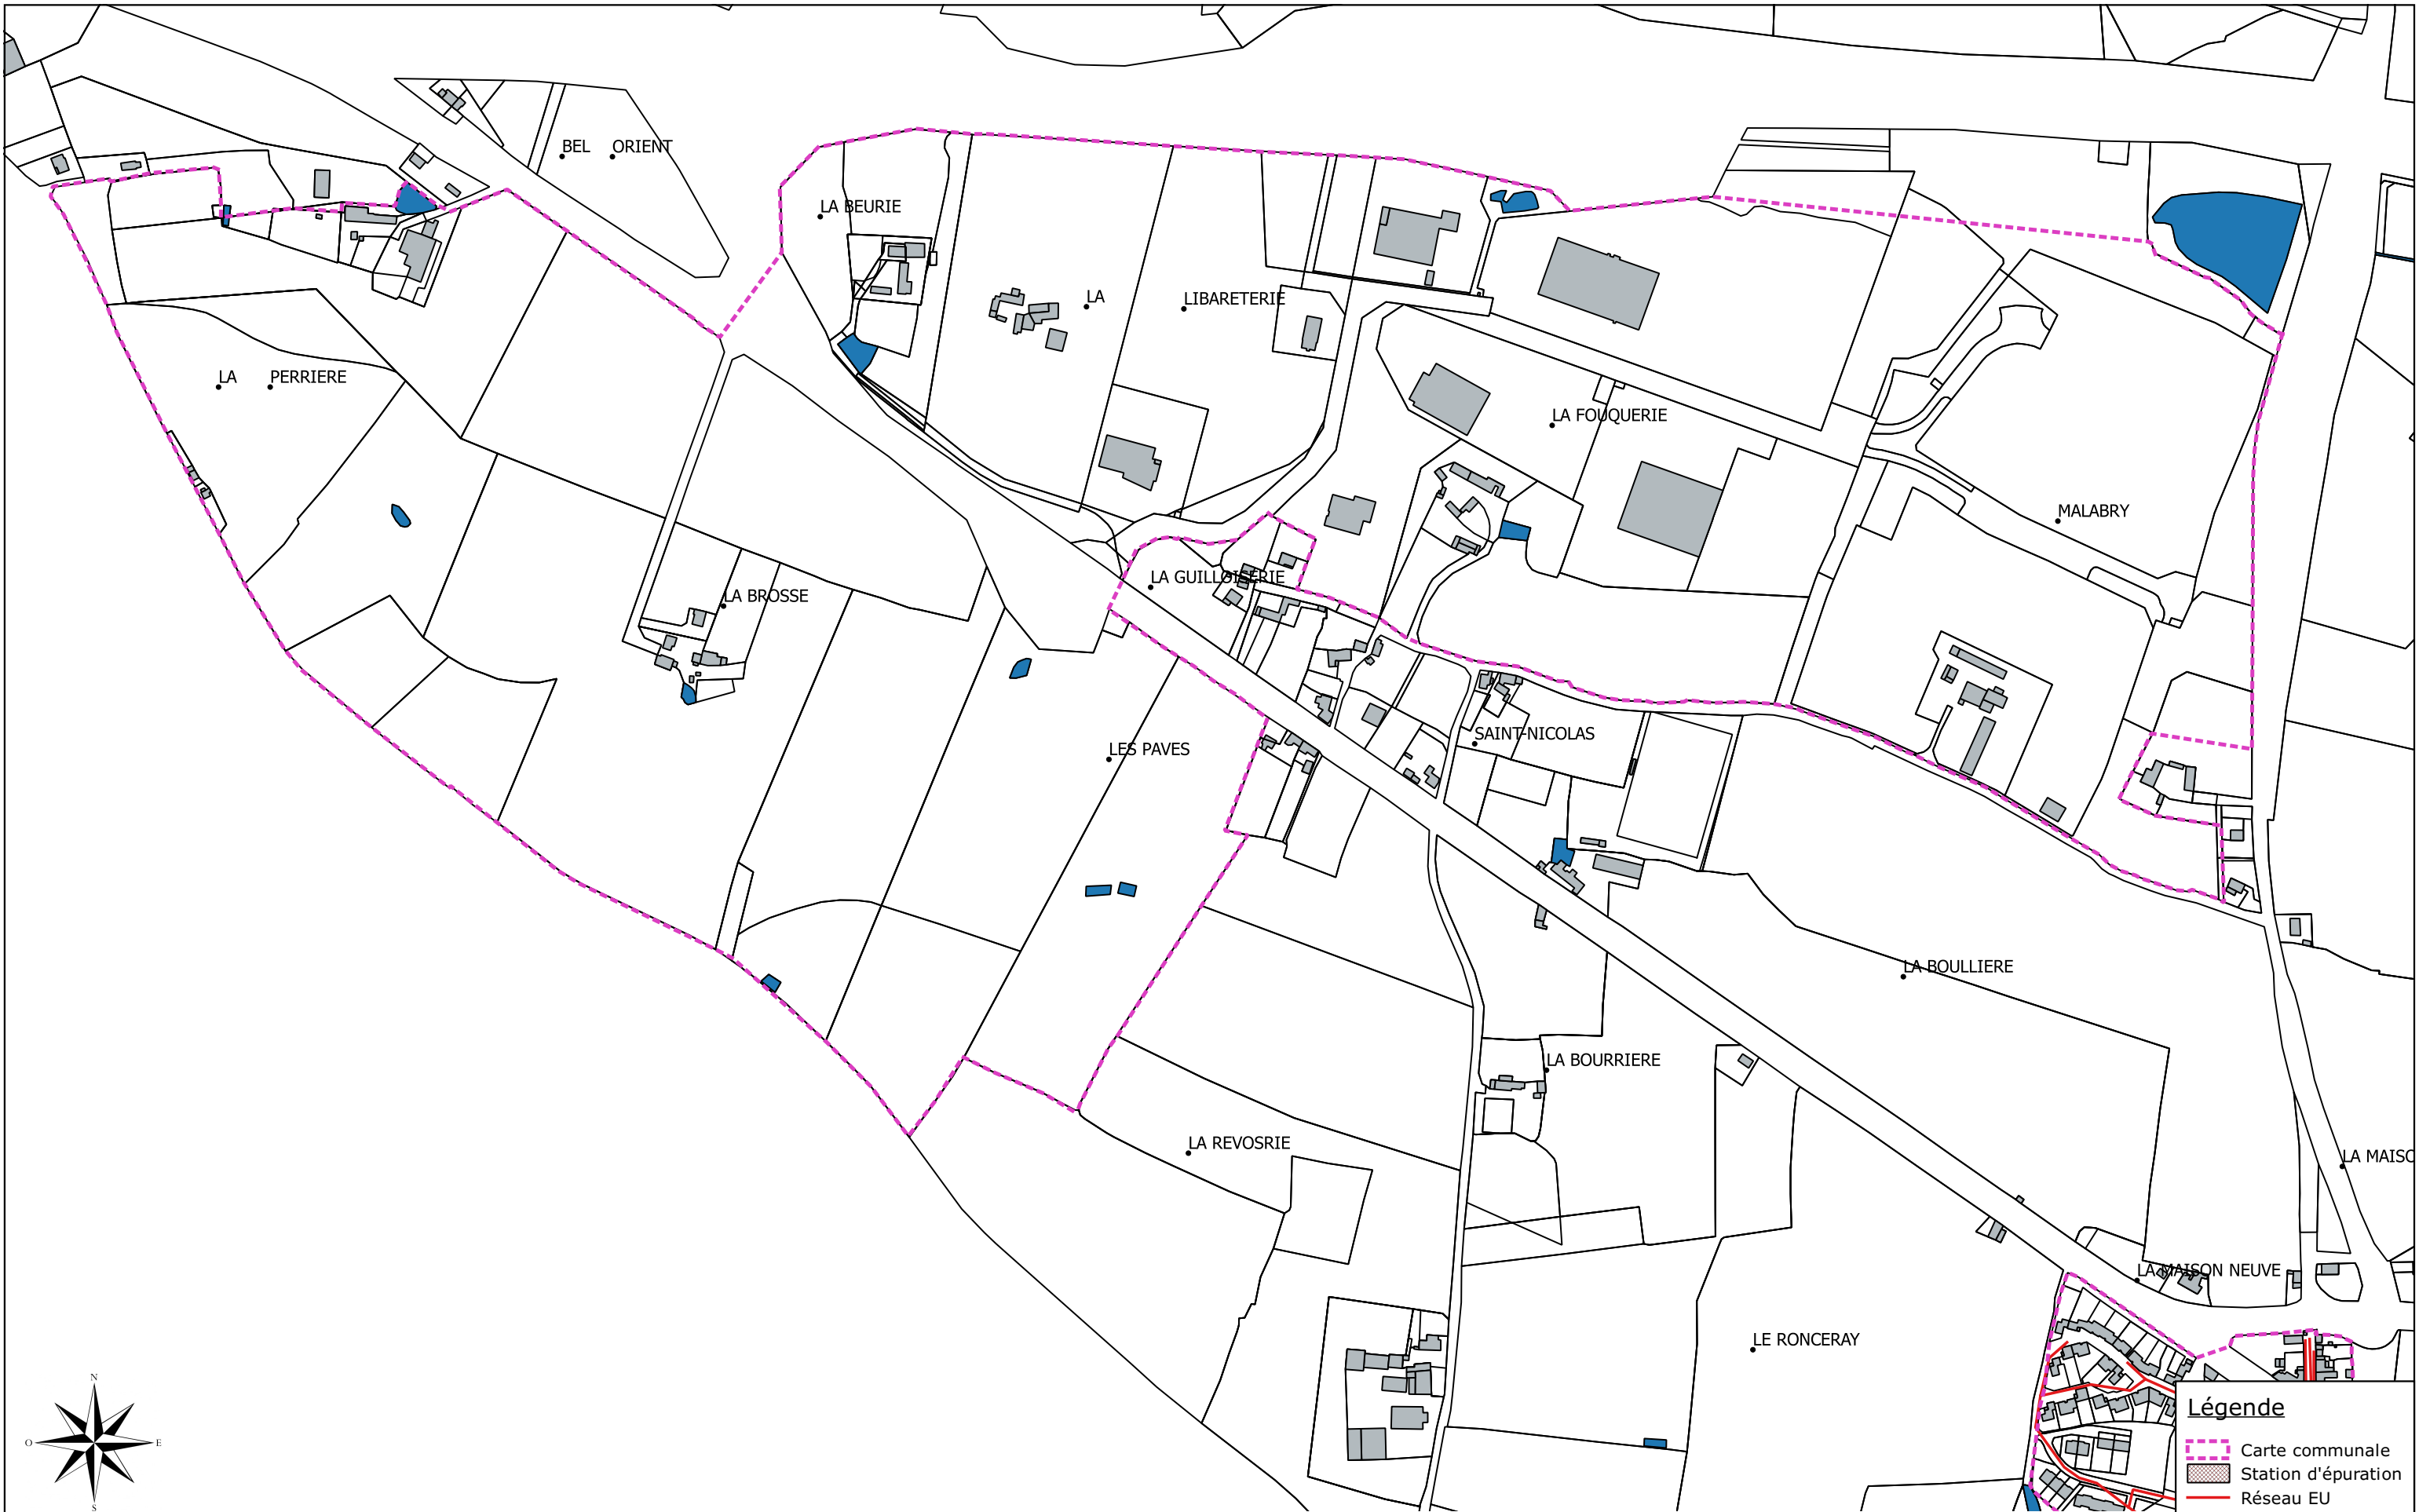 BEL ORIENT
LA BEURIE
LA LIBARETERIE
LA PERRIERE
LA FOUQUERIE
MALABRY
LA GUILLOISERIE
LA BROSSE
SAINT-NICOLAS
LES PAVES
LA BOULLIERE
LA BOURRIERE
LA REVOSRIE
LA MAISO
LA MAISON NEUVE
LE RONCERAY
N
O E
S
Légende
Carte communale
Station d'épuration
Réseau EU